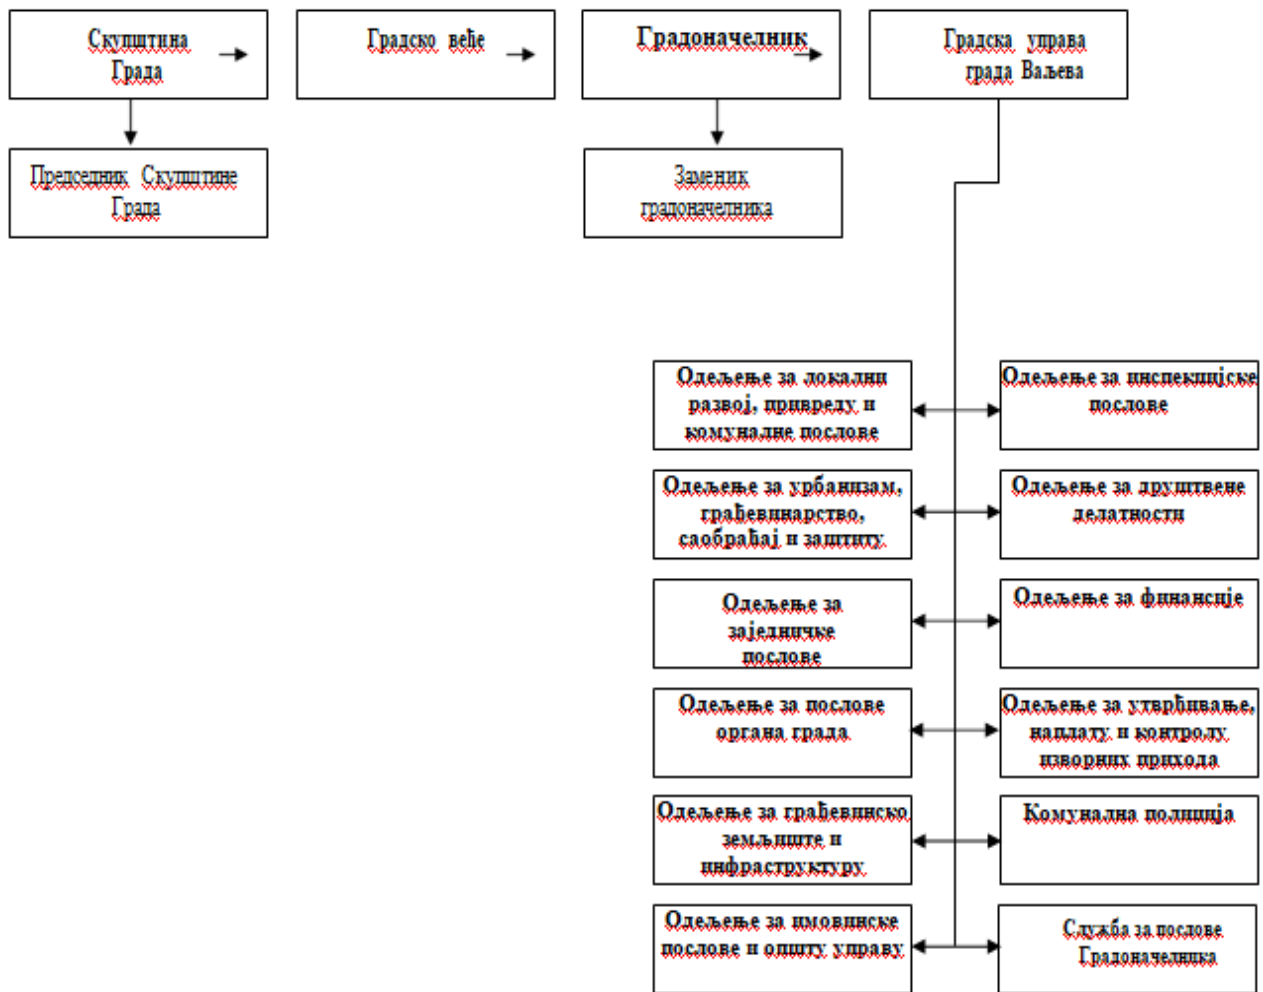 Скупштина
Града
Градско веће
Градоначелник
Градска управа
града Ваљева
Председник Скупштине
Града
Заменик
градоначелника
Одељење за локални
развој, привреду и
комуналне послове
Одељење за инспекцијске
послове
Одељење за урбанизам,
грађевинарство,
саобраћај и заштиту
Одељење за друштвене
делатности
Одељење за
заједничке
послове
Одељење за финансије
Одељење за послове
органа града
Одељење за утврђивање,
наплату и контролу
изворних прихода
Одељење за грађевинско
земљиште и
инфраструктуру
Комунална полиција
Одељење за имовинске
послове и општу управу
Служба за послове
Градоначелника